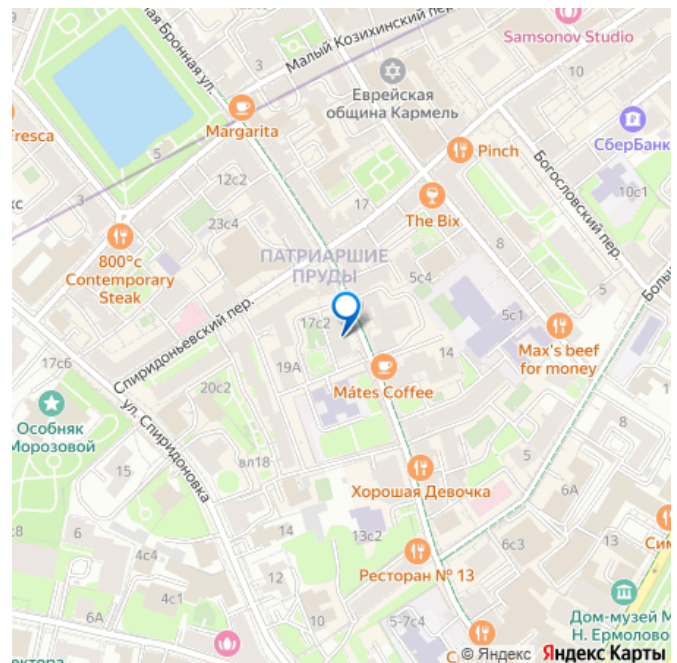 Samsonov Studio
ная Бронная ул.
Малый Козихинский пер.
3
10
Еврейская
община Кармель
СберБанк
Margarita
resca
5
Pinch
Богословский пер.
12с2
10с1
3
17
The Bix
23с4
8
ПАТРИАРШИЕ
ПРУДЫ
800°c
Contemporary
Steak
5с4
Спиридоньевский пер.
17с2
5с1
Max's beef
for money
17с6
19А
14
Mátes Coffee
20с2
ул. Спиридоновка
Особняк
Морозовой
8
вл18
5
15
Хорошая Девочка
6А
14
13с2
6
6с3
13
4с4
Ресторан № 13
12
4с1
6А
10
5-7с4
Дом-музей М
Н. Ермолово
© Яндекс Яндекс Карты